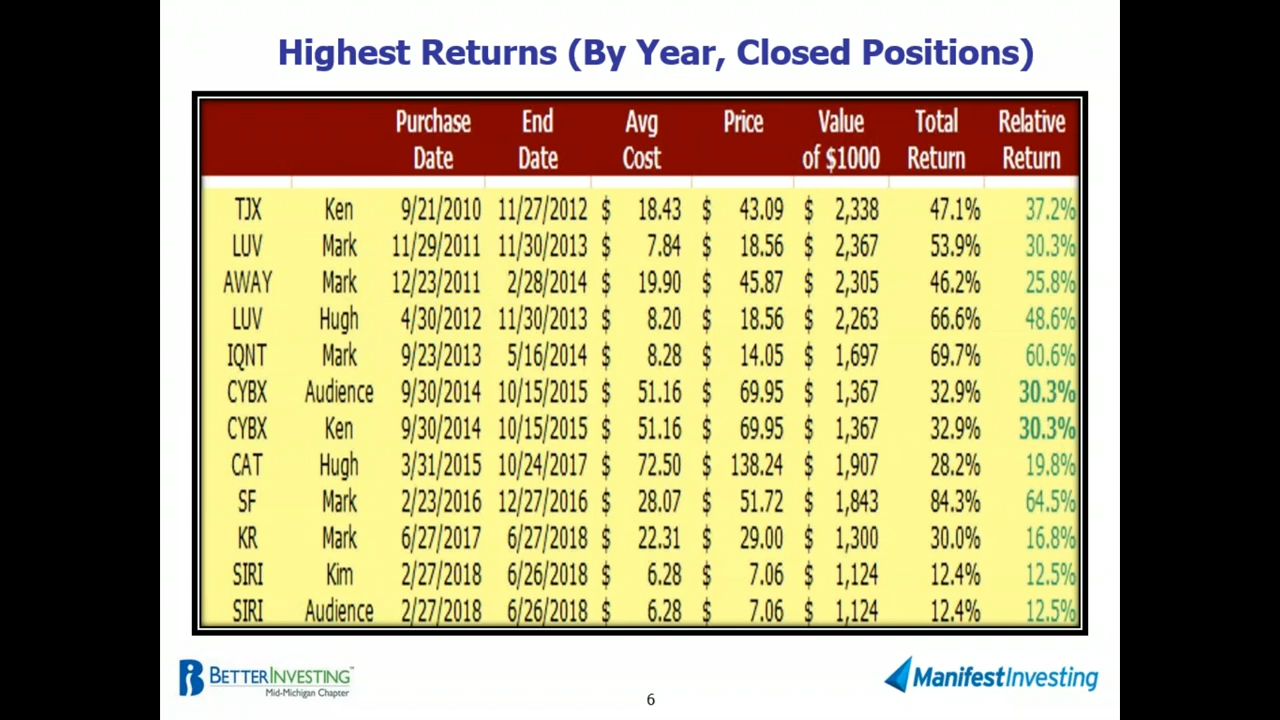 Highest Returns (By Year, Closed Positions)
Purchase Date End Date Avg Cost Price Value of $1000 Total Return Relative Return
TJX Ken 9/21/2010 11/27/2012 $ 18.43 $ 43.09 $ 2,338 47.1% 37.2%
LUV Mark 11/29/2011 11/30/2013 $ 7.84 $ 18.56 $ 2,367 53.9% 30.3%
AWAY Mark 12/23/2011 2/28/2014 $ 19.90 $ 45.87 $ 2,305 46.2% 25.8%
LUV Hugh 4/30/2012 11/30/2013 $ 8.20 $ 18.56 $ 2,263 66.6% 48.6%
IQNT Mark 9/23/2013 5/16/2014 $ 8.28 $ 14.05 $ 1,697 69.7% 60.6%
CYBX Audience 9/30/2014 10/15/2015 $ 51.16 $ 69.95 $ 1,367 32.9% 30.3%
CYBX Ken 9/30/2014 10/15/2015 $ 51.16 $ 69.95 $ 1,367 32.9% 30.3%
CAT Hugh 3/31/2015 10/24/2017 $ 72.50 $ 138.24 $ 1,907 28.2% 19.8%
SF Mark 2/23/2016 12/27/2016 $ 28.07 $ 51.72 $ 1,843 84.3% 64.5%
KR Mark 6/27/2017 6/27/2018 $ 22.31 $ 29.00 $ 1,300 30.0% 16.8%
SIRI Kim 2/27/2018 6/26/2018 $ 6.28 $ 7.06 $ 1,124 12.4% 12.5%
SIRI Audience 2/27/2018 6/26/2018 $ 6.28 $ 7.06 $ 1,124 12.4% 12.5%
BETTERINVESTING™
Mid-Michigan Chapter
6
ManifestInvesting